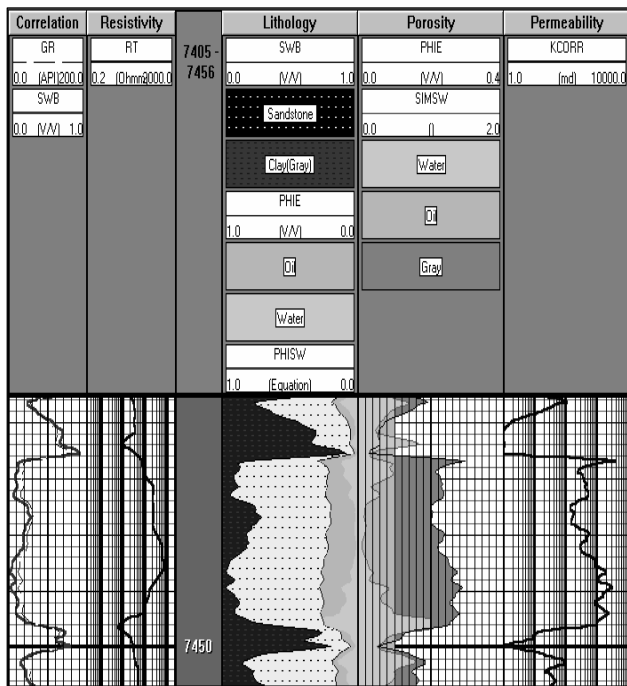 Correlation
GR
0.0 (API) 200.0
SWB
0.0 (V/V) 1.0
Resistivity
RT
0.2 (Ohmm) 2000.0
7405 -
7456
Lithology
SWB
0.0 (V/V) 1.0
Sandstone
Clay(Gray)
PHIE
1.0 (V/V) 0.0
Oil
Water
PHISW
1.0 (Equation) 0.0
Porosity
PHIE
0.0 (V/V) 0.4
SIMSW
0.0 () 2.0
Water
Oil
Gray
Permeability
KCORR
1.0 (md) 10000.0
7450